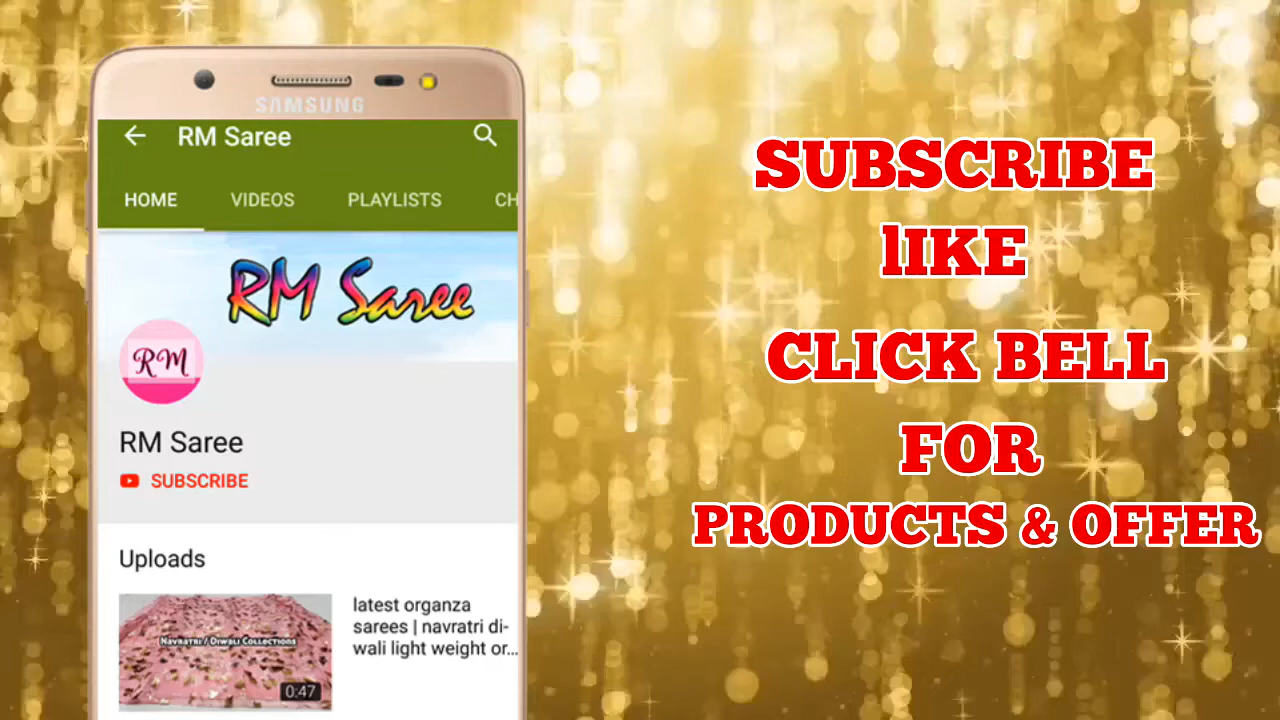 SAMSUNG
RM Saree
HOME VIDEOS PLAYLISTS CH
RM Saree
RM
RM Saree
SUBSCRIBE
Uploads
Navratri / Diwali Collections
0:47
latest organza
sarees | navratri di-
wali light weight or...
SUBSCRIBE
lIKE
CLICK BELL
FOR
PRODUCTS & OFFER